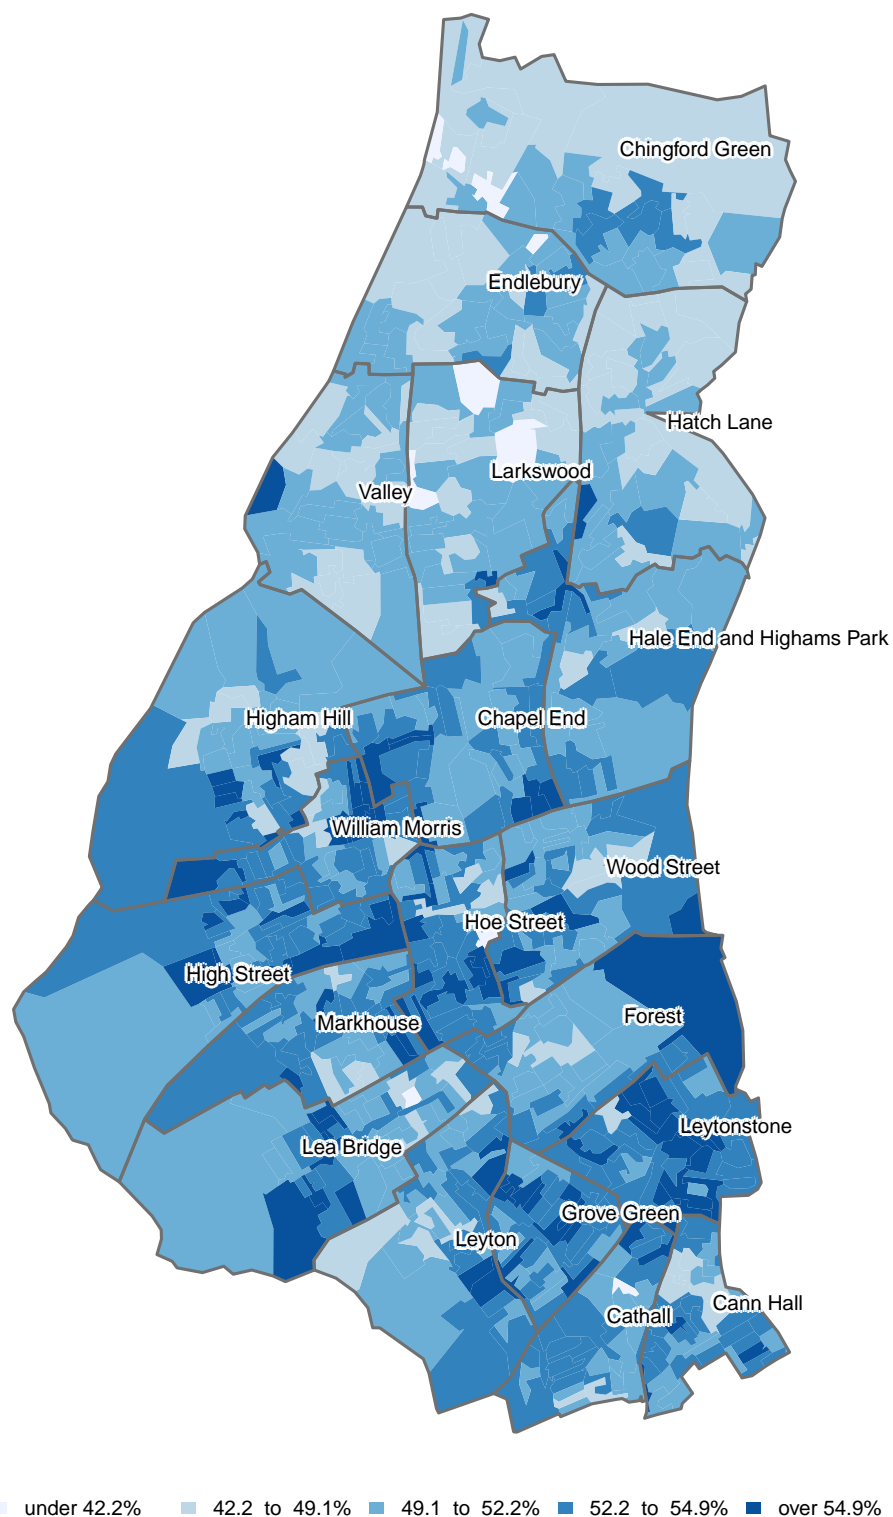 Chingford Green
Endlebury
Hatch Lane
Larkswood
Valley
Hale End and Highams Park
Higham Hill
Chapel End
William Morris
Wood Street
Hoe Street
High Street
Forest
Markhouse
Leytonstone
Lea Bridge
Grove Green
Leyton
Cann Hall
Cathall
under 42.2% 42.2 to 49.1% 49.1 to 52.2% 52.2 to 54.9% over 54.9%